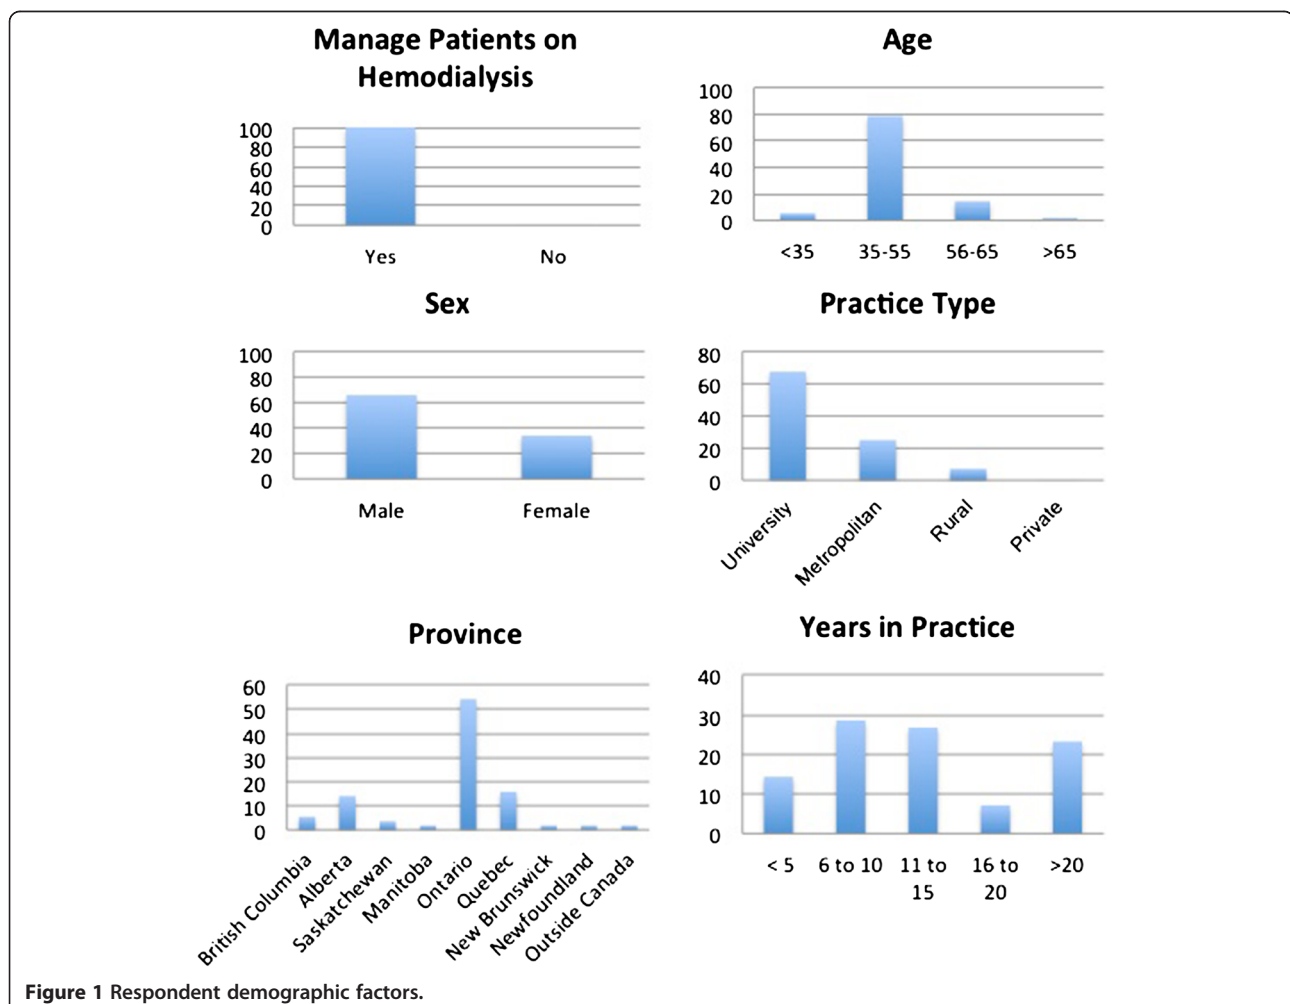 Manage Patients on
Hemodialysis
100
80
60
40
20
0
Yes No
Age
100
80
60
40
20
0
<35 35-55 56-65 >65
Sex
100
80
60
40
20
0
Male Female
Practice Type
80
60
40
20
0
University Metropolitan Rural Private
Province
60
50
40
30
20
10
0
British Columbia Alberta Saskatchewan Manitoba Ontario Quebec New Brunswick Newfoundland Outside Canada
Years in Practice
40
30
20
10
0
< 5 6 to 10 11 to 16 to >20
15 20
Figure 1 Respondent demographic factors.